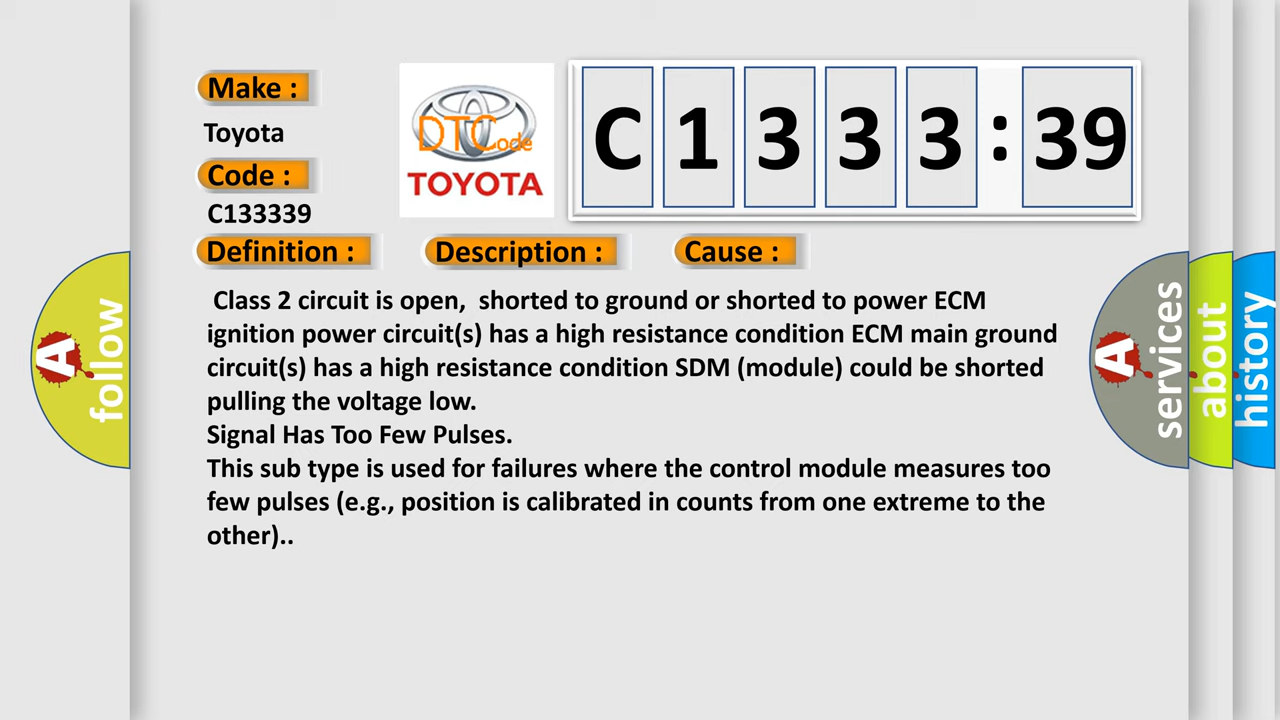 Make :
Toyota
Code :
C133339
DTCode
TOYOTA
C1333:39
Definition :
Description :
Cause :
Class 2 circuit is open,  shorted to ground or shorted to power ECM
ignition power circuit(s) has a high resistance condition ECM main ground
circuit(s) has a high resistance condition SDM (module) could be shorted
pulling the voltage low.
Signal Has Too Few Pulses.
This sub type is used for failures where the control module measures too
few pulses (e.g., position is calibrated in counts from one extreme to the
other)..
A follow
A services
about
history